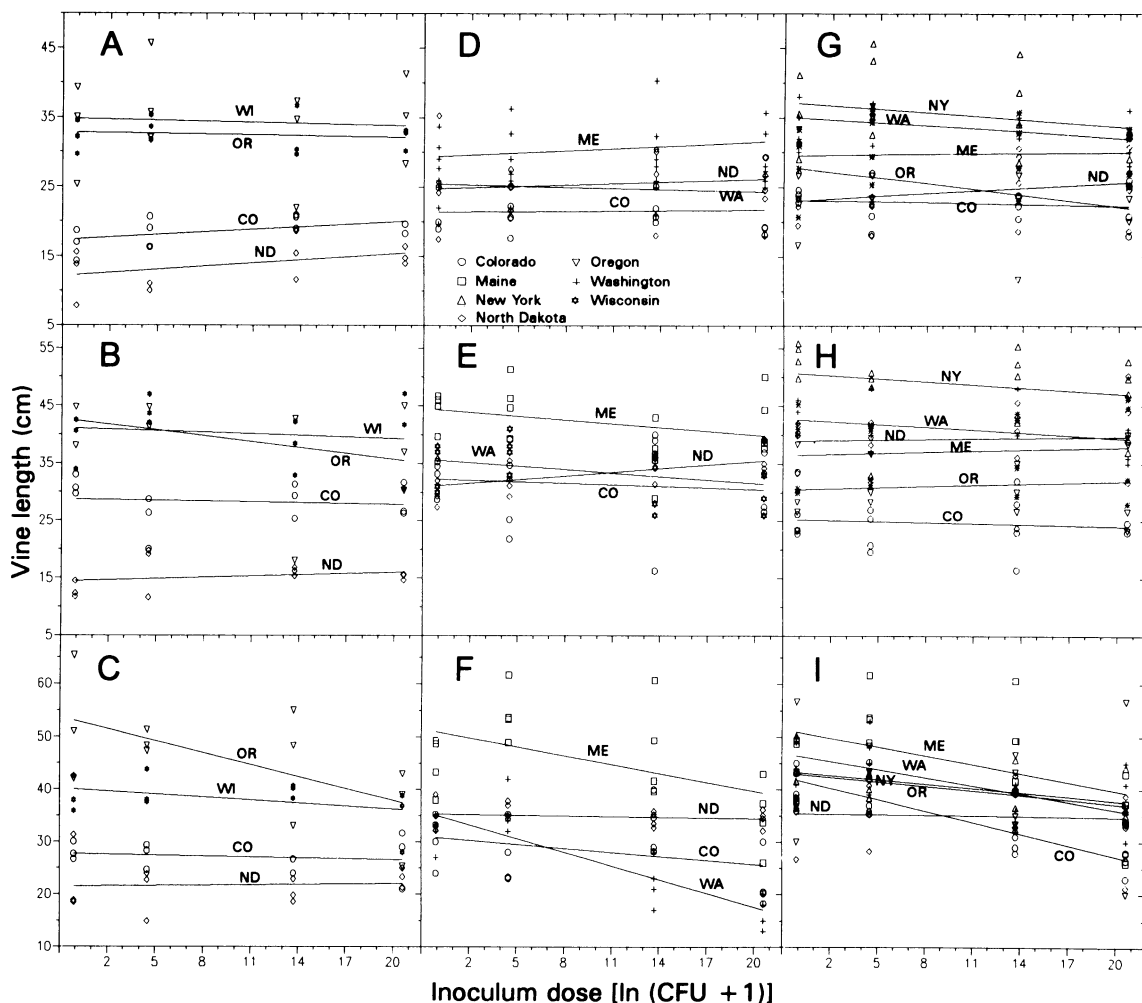 A
45
35
25
15
5
WI
OR
CO
ND
D
ME
ND
WA
CO
Colorado
Maine
New York
North Dakota
Oregon
Washington
Wisconsin
G
NY
WA
ME
OR
ND
CO
B
55
45
35
25
15
5
WI
OR
CO
ND
E
ME
WA
ND
CO
H
NY
WA
ND
ME
OR
CO
C
60
50
40
30
20
10
OR
WI
CO
ND
F
ME
ND
CO
WA
I
ME
WA
NY
OR
ND
CO
2 5 8 11 14 17 20
2 5 8 11 14 17 20
2 5 8 11 14 17 20
Vine length (cm)
Inoculum dose [ln (CFU +1)]